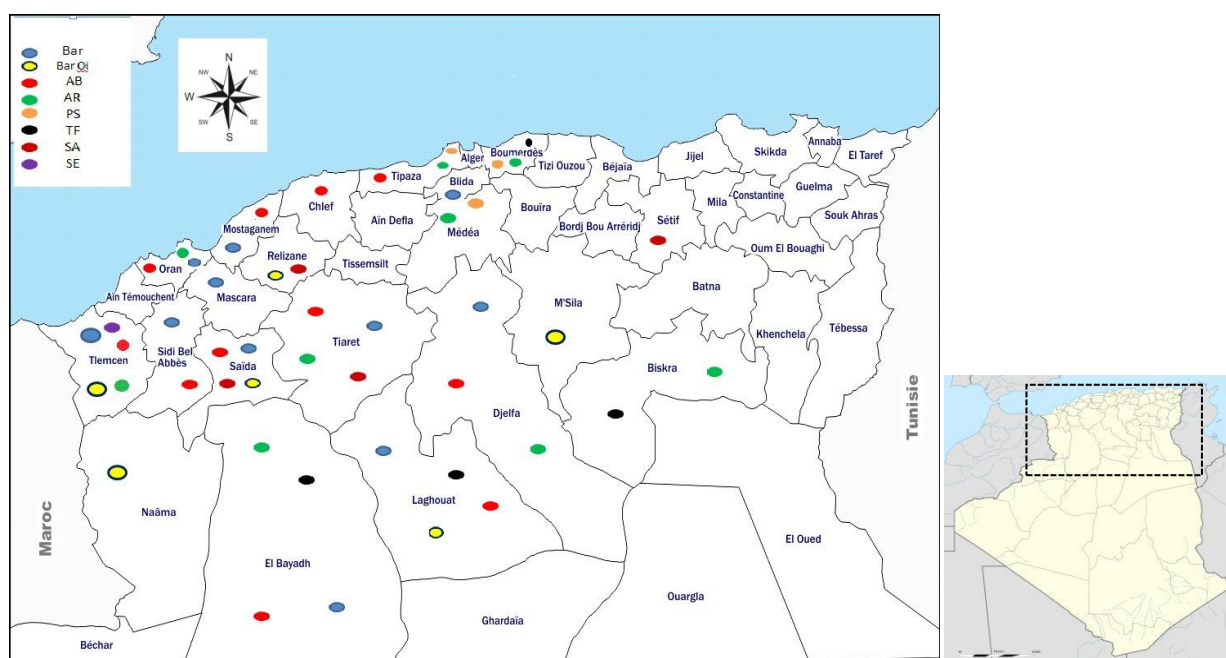 Bar
Bar Oi
AB
AR
PS
TF
SA
SE
N
NW
NE
W
E
SW
SE
S
Alger
Boumerdès
Tizi Ouzou
Béjaïa
Jijel
Skikda
Annaba
El Taref
Tipaza
Blida
Constantine
Guelma
Mila
Chlef
Aïn Defla
Bouïra
Médéa
Bordj Bou Arréridj
Sétif
Souk Ahras
Mostaganem
Oum El Bouaghi
Relizane
Tissemsilt
Oran
Batna
Aïn Témouchent
Mascara
M'Sila
Khenchela
Tébessa
Tlemcen
Sidi Bel
Abbès
Saïda
Tiaret
Biskra
Djelfa
Tunisie
Laghouat
Naâma
Maroc
El Oued
El Bayadh
Ouargla
Ghardaïa
Béchar